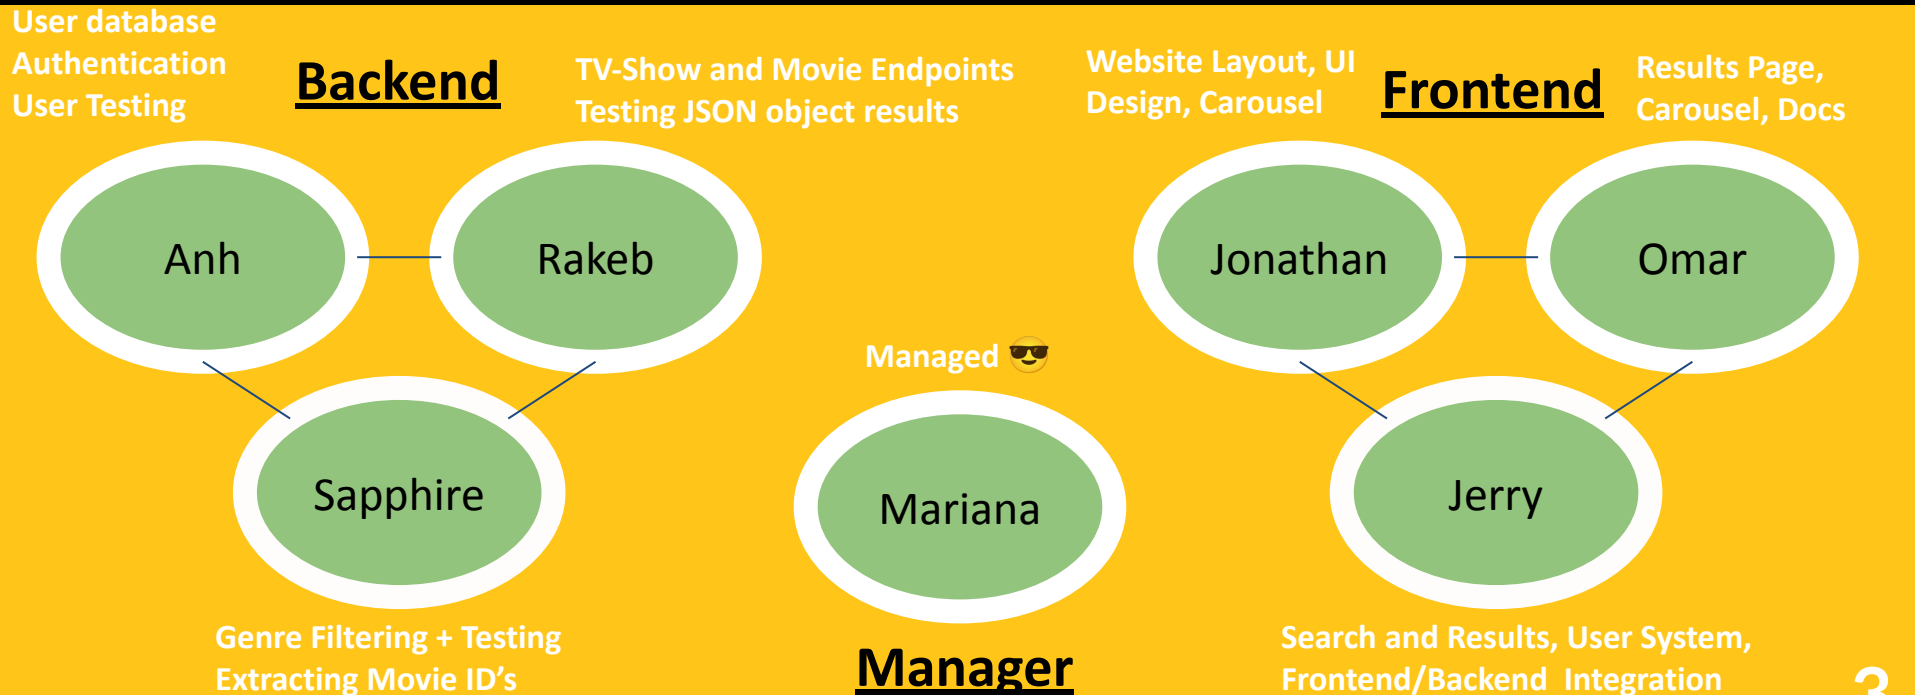 User database
Authentication
User Testing
Backend
TV-Show and Movie Endpoints
Testing JSON object results
Website Layout, UI
Design, Carousel
Frontend
Results Page,
Carousel, Docs
Anh
Rakeb
Jonathan
Omar
Managed 😎
Sapphire
Mariana
Jerry
Genre Filtering + Testing
Extracting Movie ID's
Manager
Search and Results, User System,
Frontend/Backend Integration
3